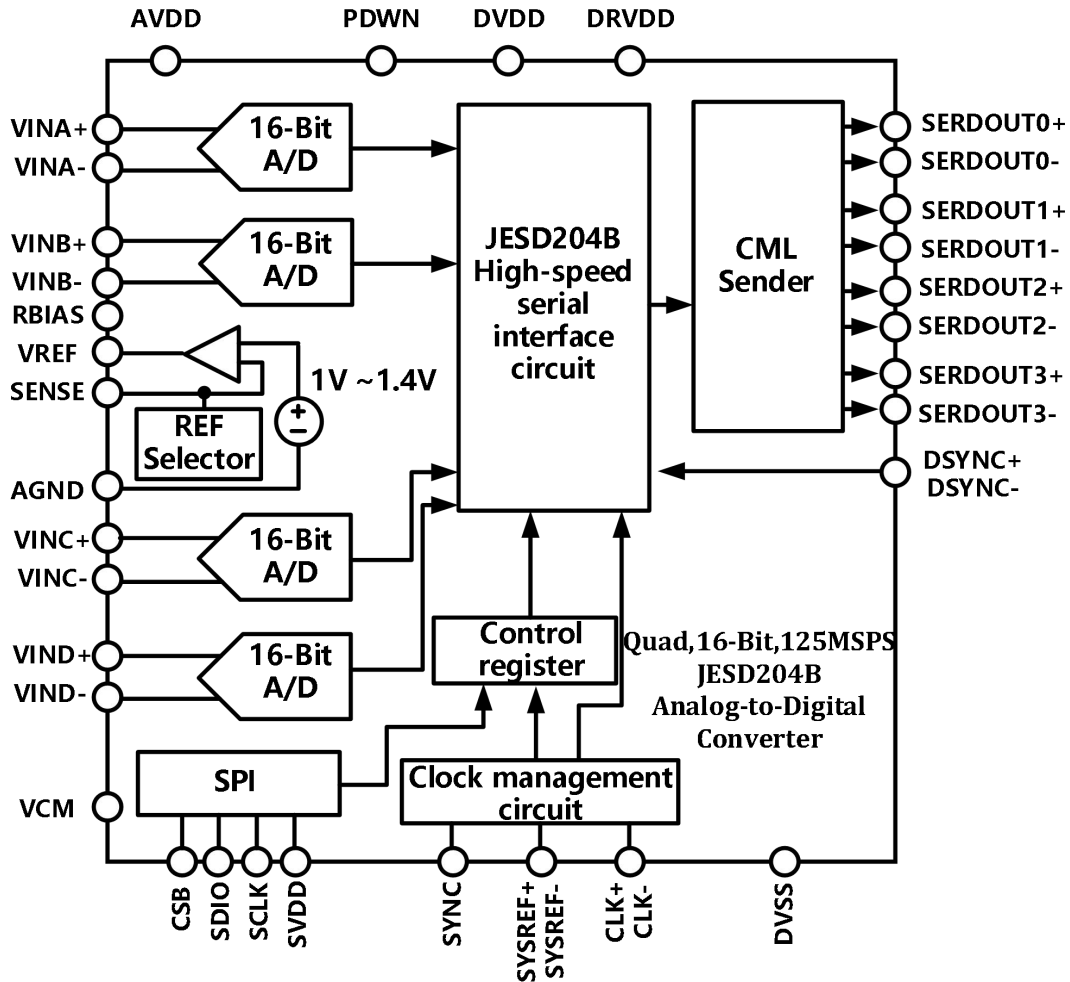 AVDD
PDWN
DVDD
DRVDD
VINA+
VINA-
16-Bit
A/D
VINB+
VINB-
16-Bit
A/D
RBIAS
VREF
SENSE
1V ~1.4V
+
−
REF
Selector
AGND
VINC+
VINC-
16-Bit
A/D
VIND+
VIND-
16-Bit
A/D
JESD204B
High-speed
serial
interface
circuit
CML
Sender
SERDOUT0+
SERDOUT0-
SERDOUT1+
SERDOUT1-
SERDOUT2+
SERDOUT2-
SERDOUT3+
SERDOUT3-
DSYNC+
DSYNC-
Control
register
Quad,16-Bit,125MSPS
JESD204B
Analog-to-Digital
Converter
SPI
Clock management
circuit
VCM
CSB
SDIO
SCLK
SVDD
SYNC
SYSREF+
SYSREF-
CLK+
CLK-
DVSS